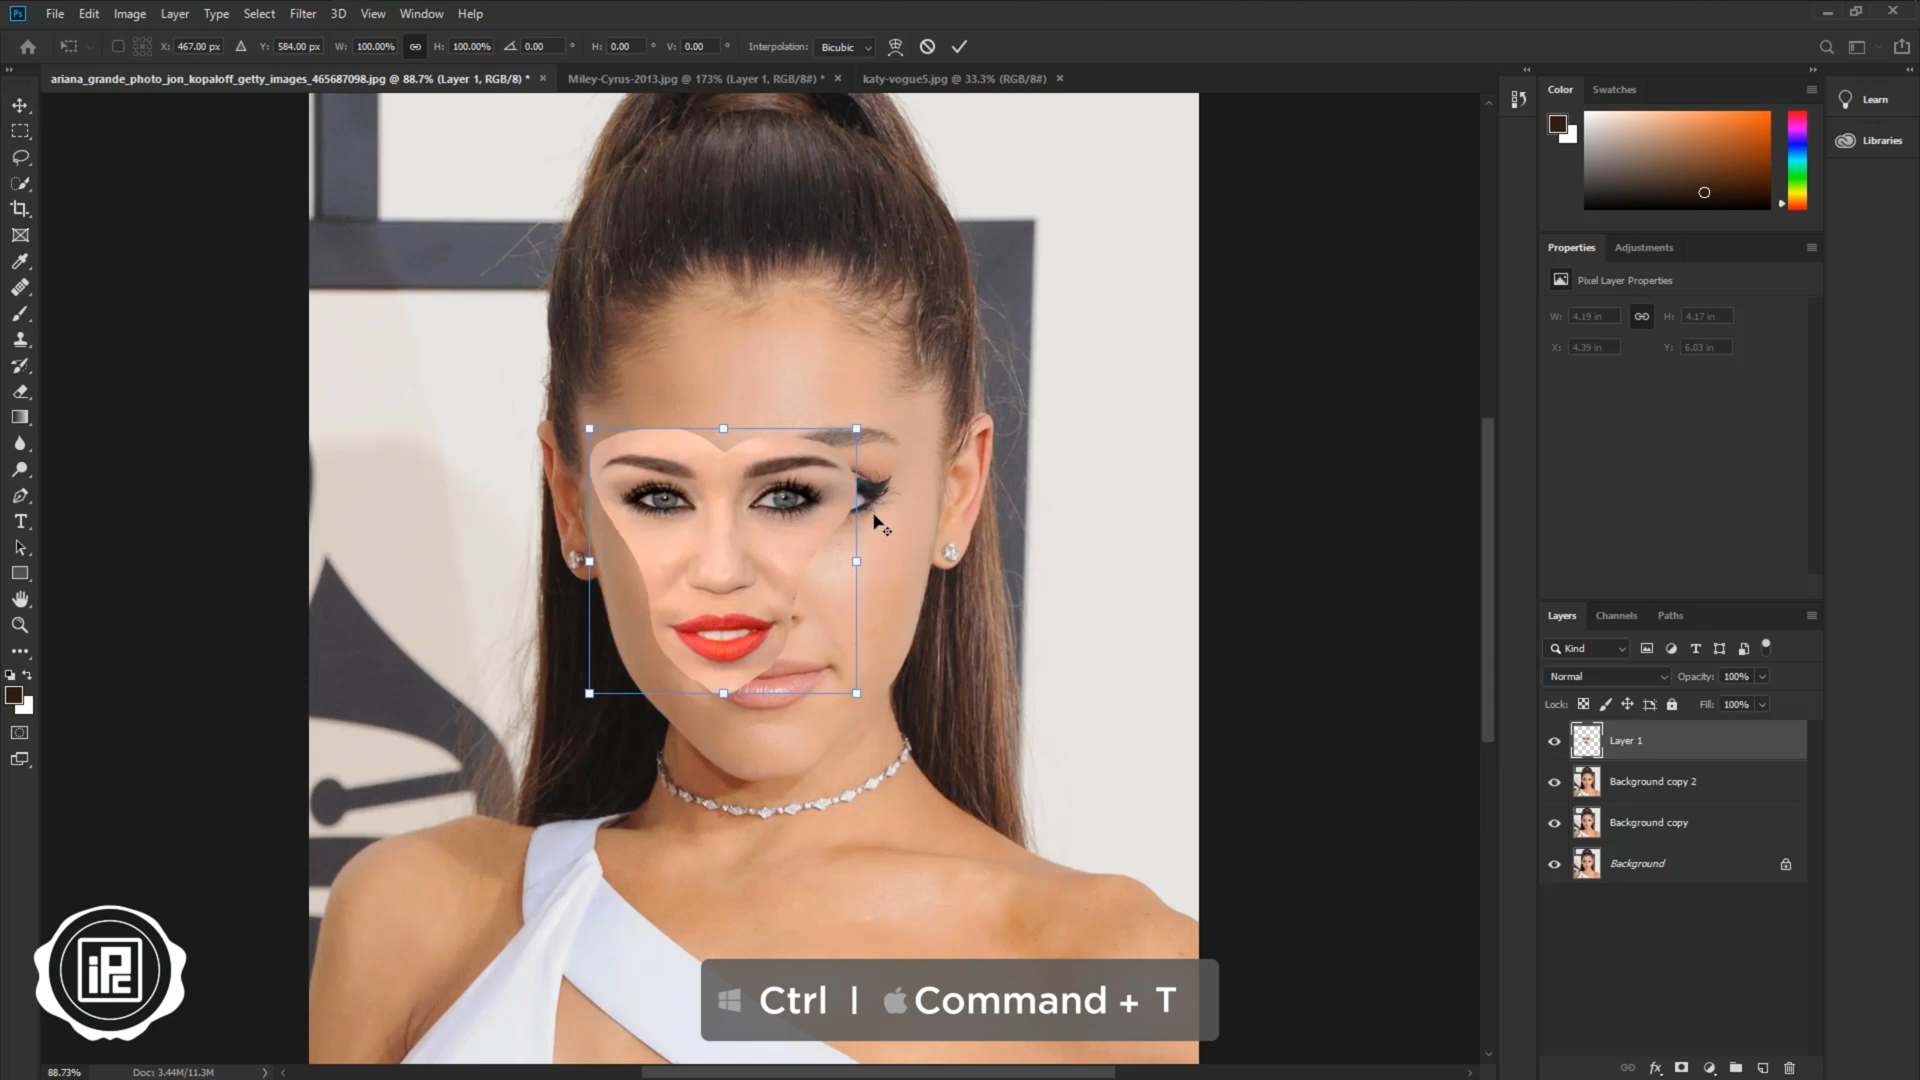 Ps File Edit Image Layer Type Select Filter 3D View Window Help
X: 467.00 px Y: 584.00 px W: 100.00% H: 100.00% 0.00 ° H: 0.00 ° V: 0.00 ° Interpolation: Bicubic
ariana_grande_photo_jon_kopaloff_getty_images_465687098.jpg @ 88.7% (Layer 1, RGB/8) * × Miley-Cyrus-2013.jpg @ 173% (Layer 1, RGB/8#) * × katy-vogue5.jpg @ 33.3% (RGB/8#) ×
Color Swatches
Learn
Libraries
Properties Adjustments
Pixel Layer Properties
W: 4.19 in H: 4.17 in
X: 4.39 in Y: 6.03 in
Layers Channels Paths
Kind
Normal Opacity: 100%
Lock: Fill: 100%
Layer 1
Background copy 2
Background copy
Background
iPC
Ctrl | Command + T
88.73% Doc: 3.44M/11.3M